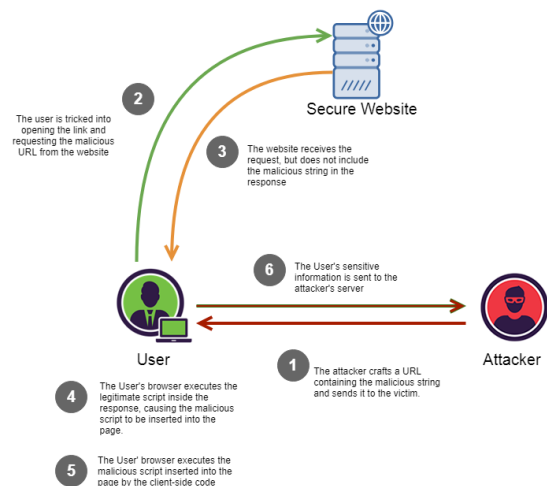 Secure Website
2
The user is tricked into
opening the link and
requesting the malicious
URL from the website
3
The website receives the
request, but does not include
the malicious string in the
response
6
The User's sensitive
information is sent to the
attacker's server
User
Attacker
1
The attacker crafts a URL
containing the malicious string
and sends it to the victim.
4
The User's browser executes the
legitimate script inside the
response, causing the malicious
script to be inserted into the
page.
5
The User' browser executes the
malicious script inserted into the
page by the client-side code